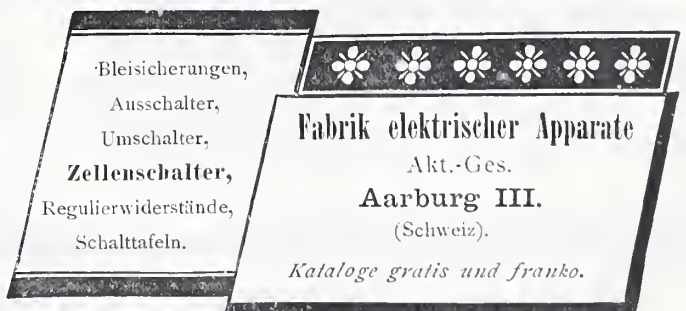 Bleisicherungen,
Ausschalter,
Umschalter,
Zellenschalter,
Regulierwiderstände,
Schalttafeln.
Fabrik elektrischer Apparate
Akt.-Ges.
Aarburg III.
(Schweiz).
Kataloge gratis und franko.